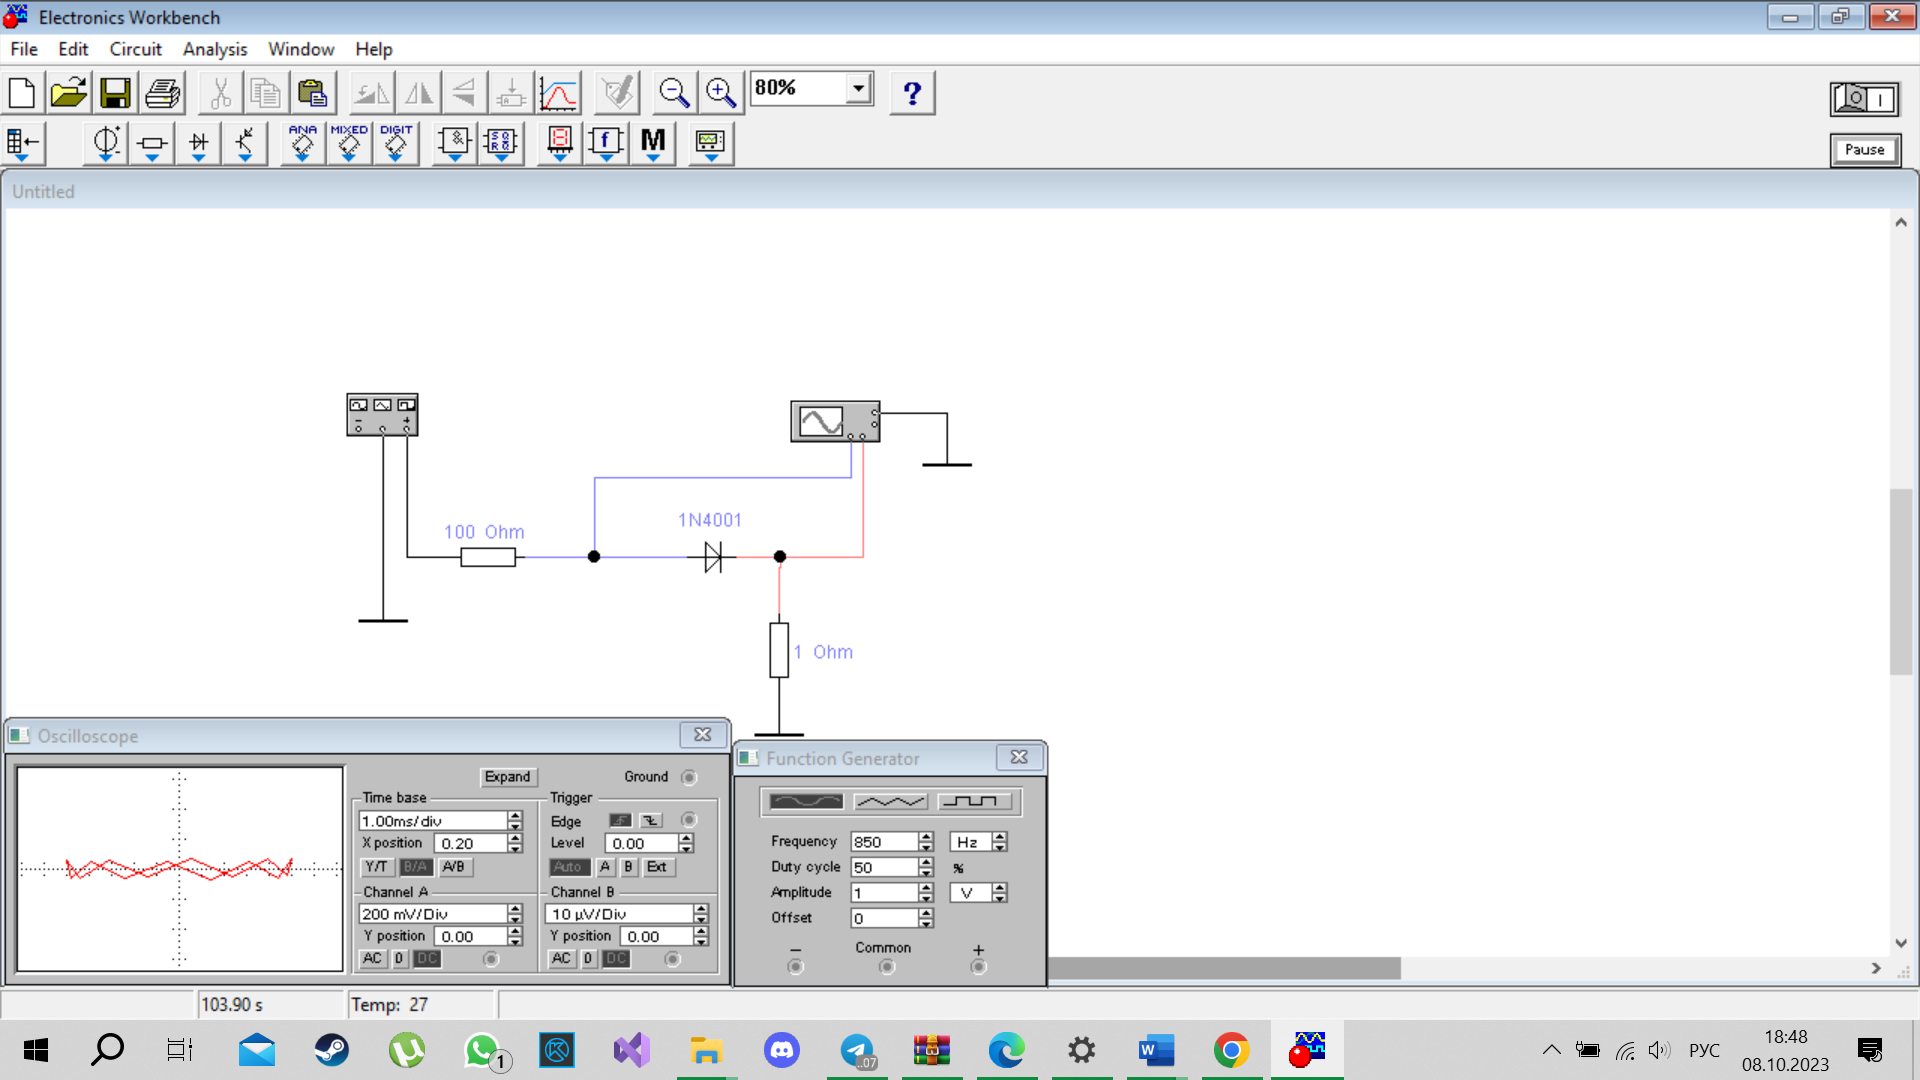 Electronics Workbench
File Edit Circuit Analysis Window Help
80%
?
ANA MIXED DIGIT
M
Pause
Untitled
100 Ohm
1N4001
1 Ohm
Oscilloscope
Expand Ground
Time base Trigger
1.00ms/div Edge
X position 0.20 Level 0.00
Y/T B/A A/B Auto A B Ext
Channel A Channel B
200 mV/Div 10 µV/Div
Y position 0.00 Y position 0.00
AC 0 DC AC 0 DC
Function Generator
Frequency 850 Hz
Duty cycle 50 %
Amplitude 1 V
Offset 0
− Common +
103.90 s Temp: 27
1
..07
РУС
18:48
08.10.2023